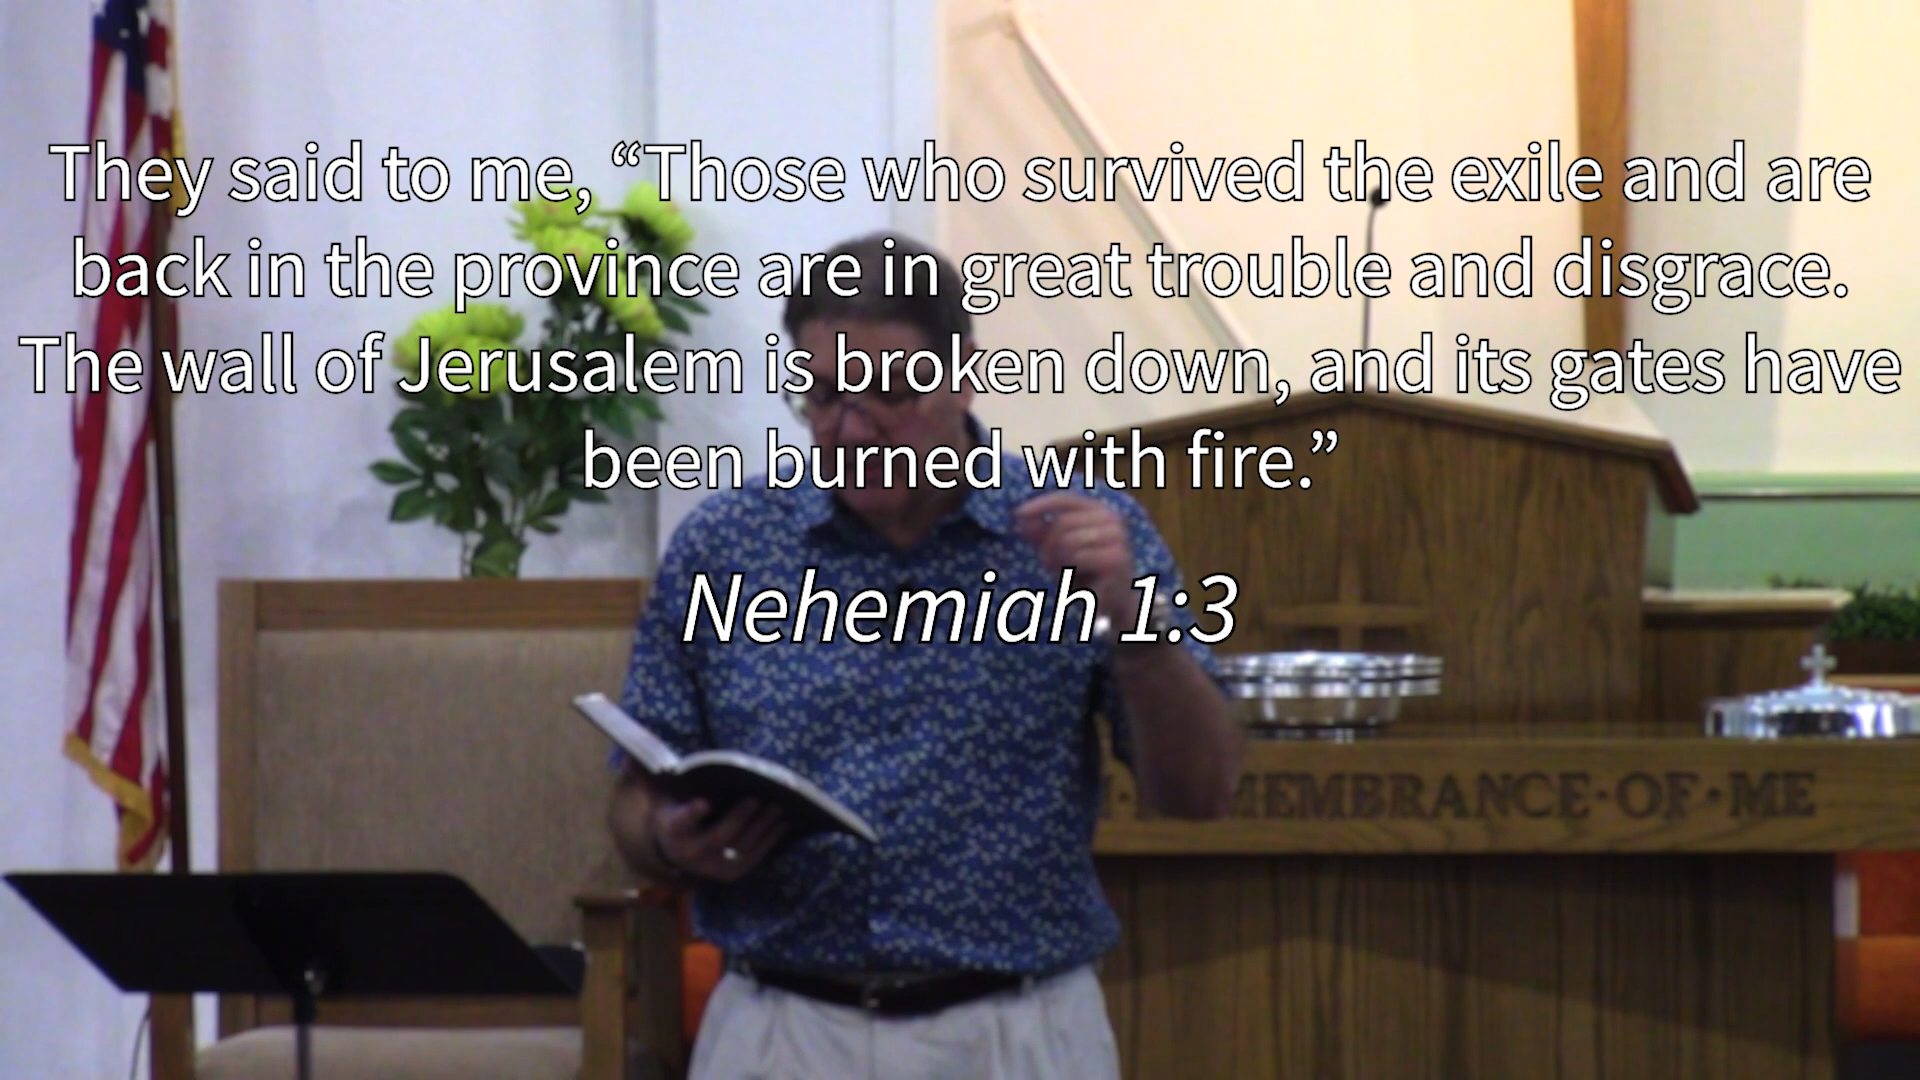 They said to me, “Those who survived the exile and are
back in the province are in great trouble and disgrace.
The wall of Jerusalem is broken down, and its gates have
been burned with fire.”
Nehemiah 1:3
REMEMBRANCE·OF·ME